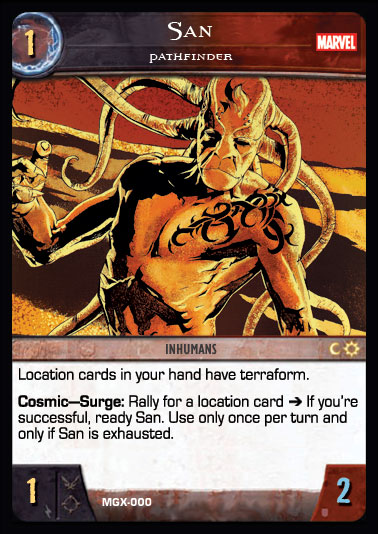 1
San
MARVEL
PATHFINDER
INHUMANS
Location cards in your hand have terraform.
Cosmic—Surge: Rally for a location card ➔ If you're
successful, ready San. Use only once per turn and
only if San is exhausted.
1
MGX-000
2